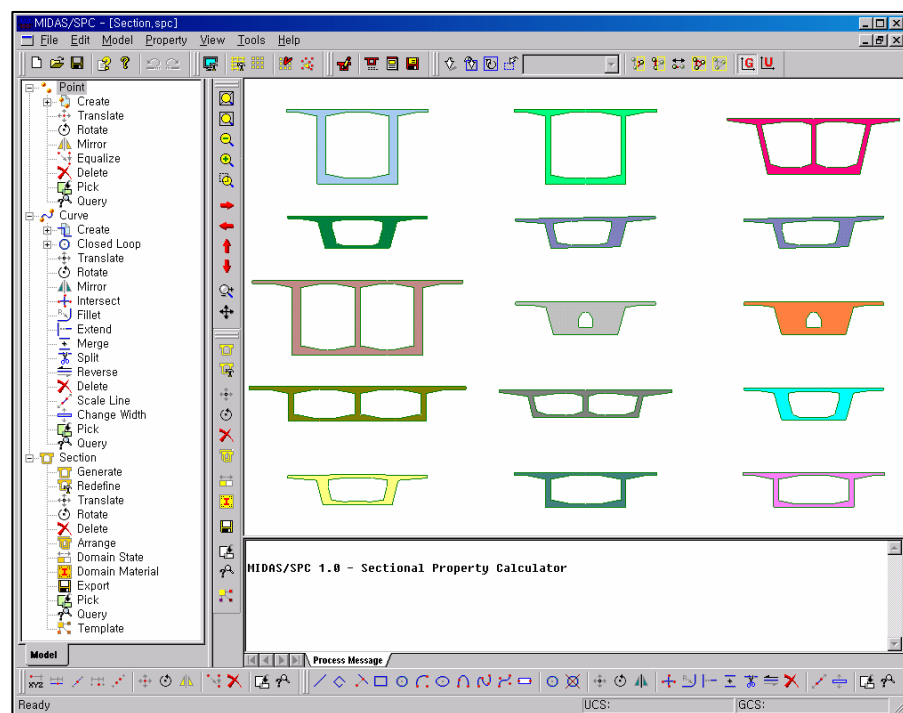 MIDAS/SPC - [Section.spc]
File Edit Model Property View Tools Help
Point
Create
Translate
Rotate
Mirror
Equalize
Delete
Pick
Query
Curve
Create
Closed Loop
Translate
Rotate
Mirror
Intersect
Fillet
Extend
Merge
Split
Reverse
Delete
Scale Line
Change Width
Pick
Query
Section
Generate
Redefine
Translate
Rotate
Delete
Arrange
Domain State
Domain Material
Export
Pick
Query
Template
Model
MIDAS/SPC 1.0 - Sectional Property Calculator
Process Message
Ready
UCS:
GCS: